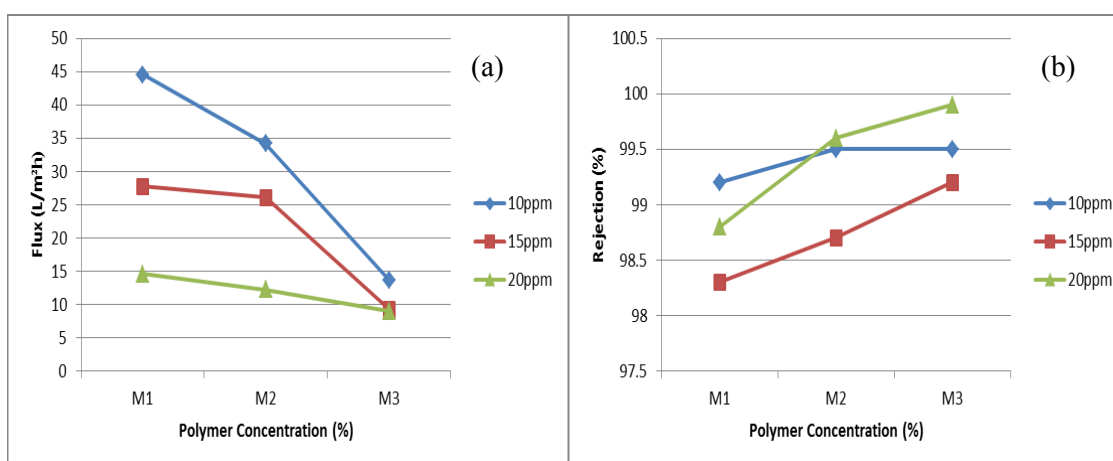 (a)
50
45
40
35
30
25
20
15
10
5
0
Flux (L/m²h)
M1 M2 M3
Polymer Concentration (%)
10ppm
15ppm
20ppm
(b)
100.5
100
99.5
99
98.5
98
97.5
Rejection (%)
M1 M2 M3
Polymer Concentration (%)
10ppm
15ppm
20ppm